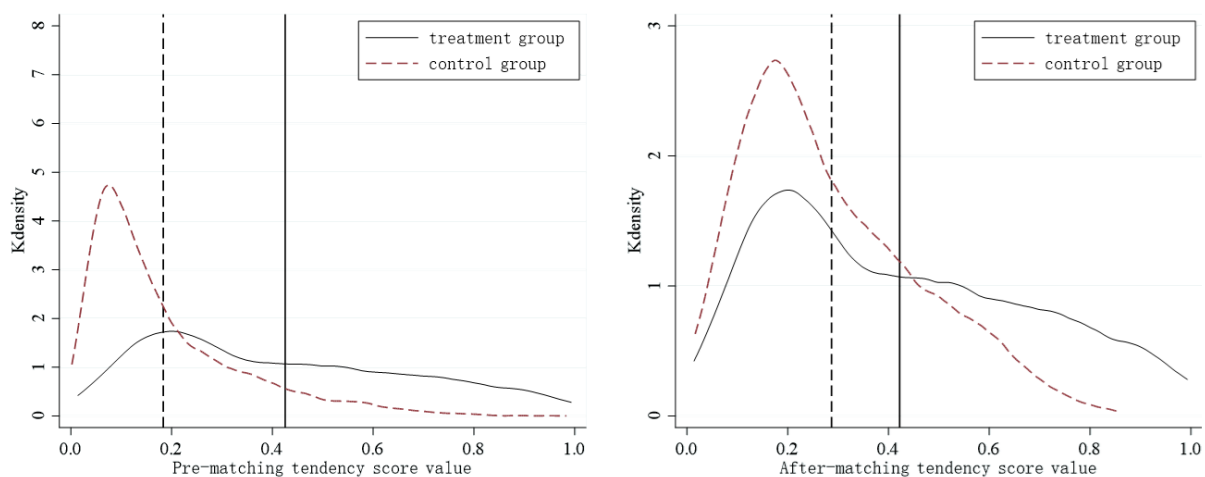 treatment group
control group
Kdensity
8
7
6
5
4
3
2
1
0
0.0 0.2 0.4 0.6 0.8 1.0
Pre-matching tendency score value
treatment group
control group
Kdensity
3
2
1
0
0.0 0.2 0.4 0.6 0.8 1.0
After-matching tendency score value